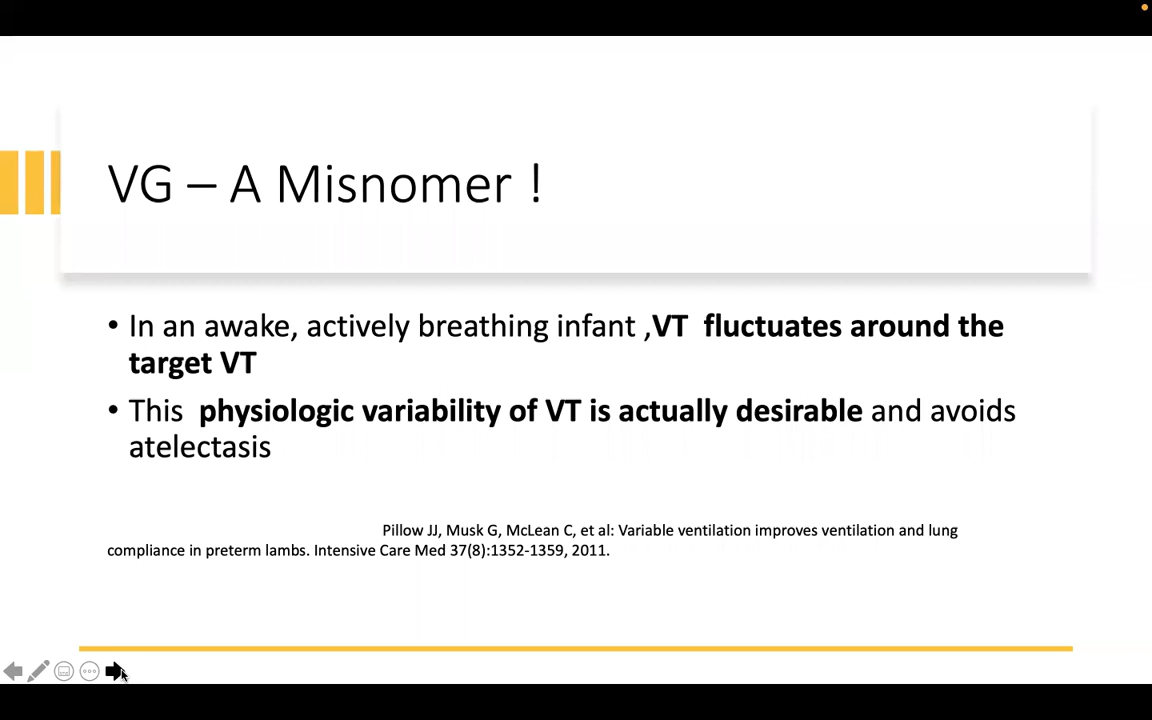 VG – A Misnomer !
• In an awake, actively breathing infant ,VT fluctuates around the
target VT
• This physiologic variability of VT is actually desirable and avoids
atelectasis
Pillow JJ, Musk G, McLean C, et al: Variable ventilation improves ventilation and lung
compliance in preterm lambs. Intensive Care Med 37(8):1352-1359, 2011.